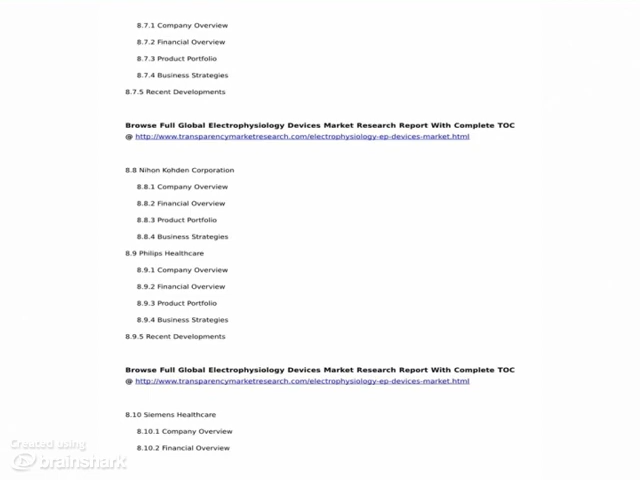 8.7.1 Company Overview
8.7.2 Financial Overview
8.7.3 Product Portfolio
8.7.4 Business Strategies
8.7.5 Recent Developments
Browse Full Global Electrophysiology Devices Market Research Report With Complete TOC
@ http://www.transparencymarketresearch.com/electrophysiology-ep-devices-market.html
8.8 Nihon Kohden Corporation
8.8.1 Company Overview
8.8.2 Financial Overview
8.8.3 Product Portfolio
8.8.4 Business Strategies
8.9 Philips Healthcare
8.9.1 Company Overview
8.9.2 Financial Overview
8.9.3 Product Portfolio
8.9.4 Business Strategies
8.9.5 Recent Developments
Browse Full Global Electrophysiology Devices Market Research Report With Complete TOC
@ http://www.transparencymarketresearch.com/electrophysiology-ep-devices-market.html
8.10 Siemens Healthcare
8.10.1 Company Overview
8.10.2 Financial Overview
Created using
brainshark